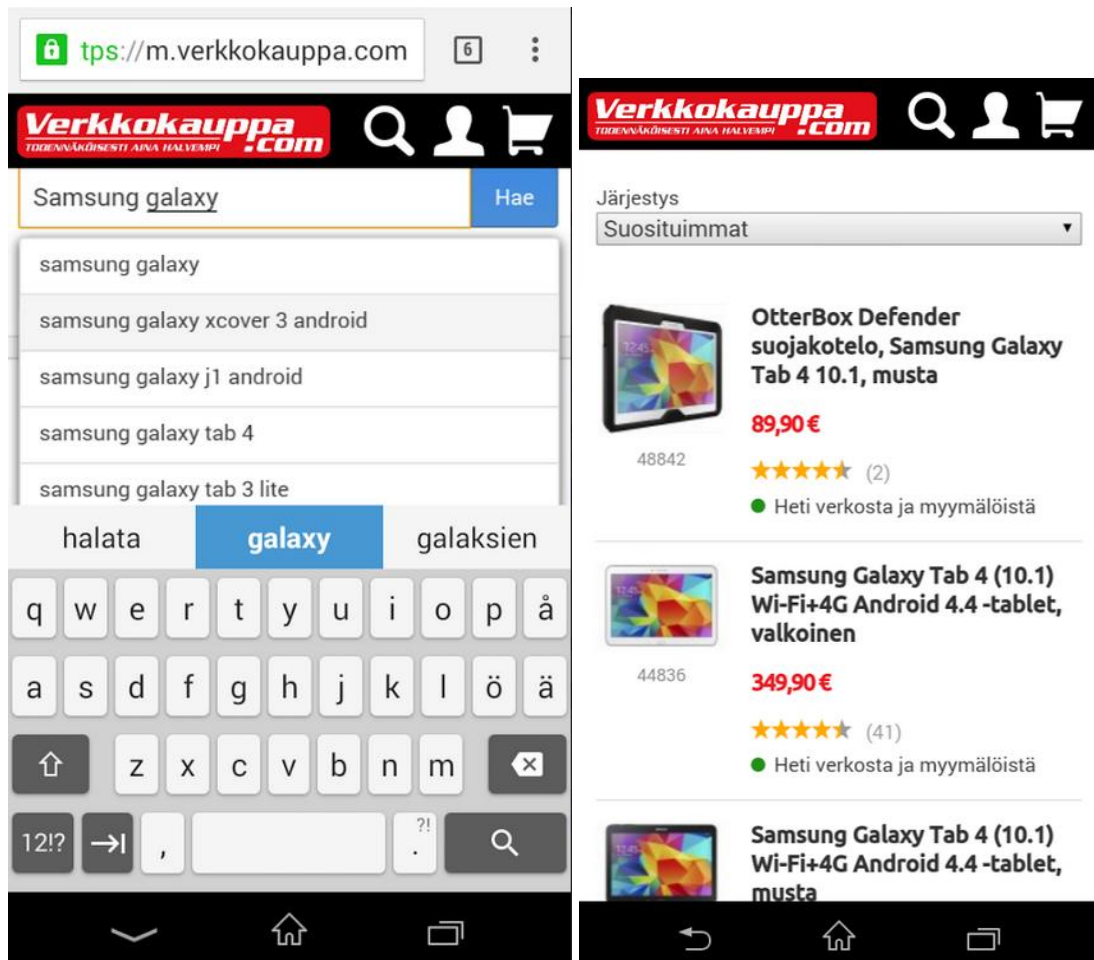 tps://m.verkkokauppa.com
6
Verkkokauppa
.com
TODENNÄKÖISESTI AINA HALVEMPI
Samsung galaxy
Hae
samsung galaxy
samsung galaxy xcover 3 android
samsung galaxy j1 android
samsung galaxy tab 4
samsung galaxy tab 3 lite
halata galaxy galaksien
q w e r t y u i o p å
a s d f g h j k l ö ä
z x c v b n m
12!? , ?! .
Verkkokauppa
.com
TODENNÄKÖISESTI AINA HALVEMPI
Järjestys
Suosituimmat
OtterBox Defender
suojakotelo, Samsung Galaxy
Tab 4 10.1, musta
89,90 €
48842
(2)
Heti verkosta ja myymälöistä
Samsung Galaxy Tab 4 (10.1)
Wi-Fi+4G Android 4.4 -tablet,
valkoinen
44836
349,90 €
(41)
Heti verkosta ja myymälöistä
Samsung Galaxy Tab 4 (10.1)
Wi-Fi+4G Android 4.4 -tablet,
musta